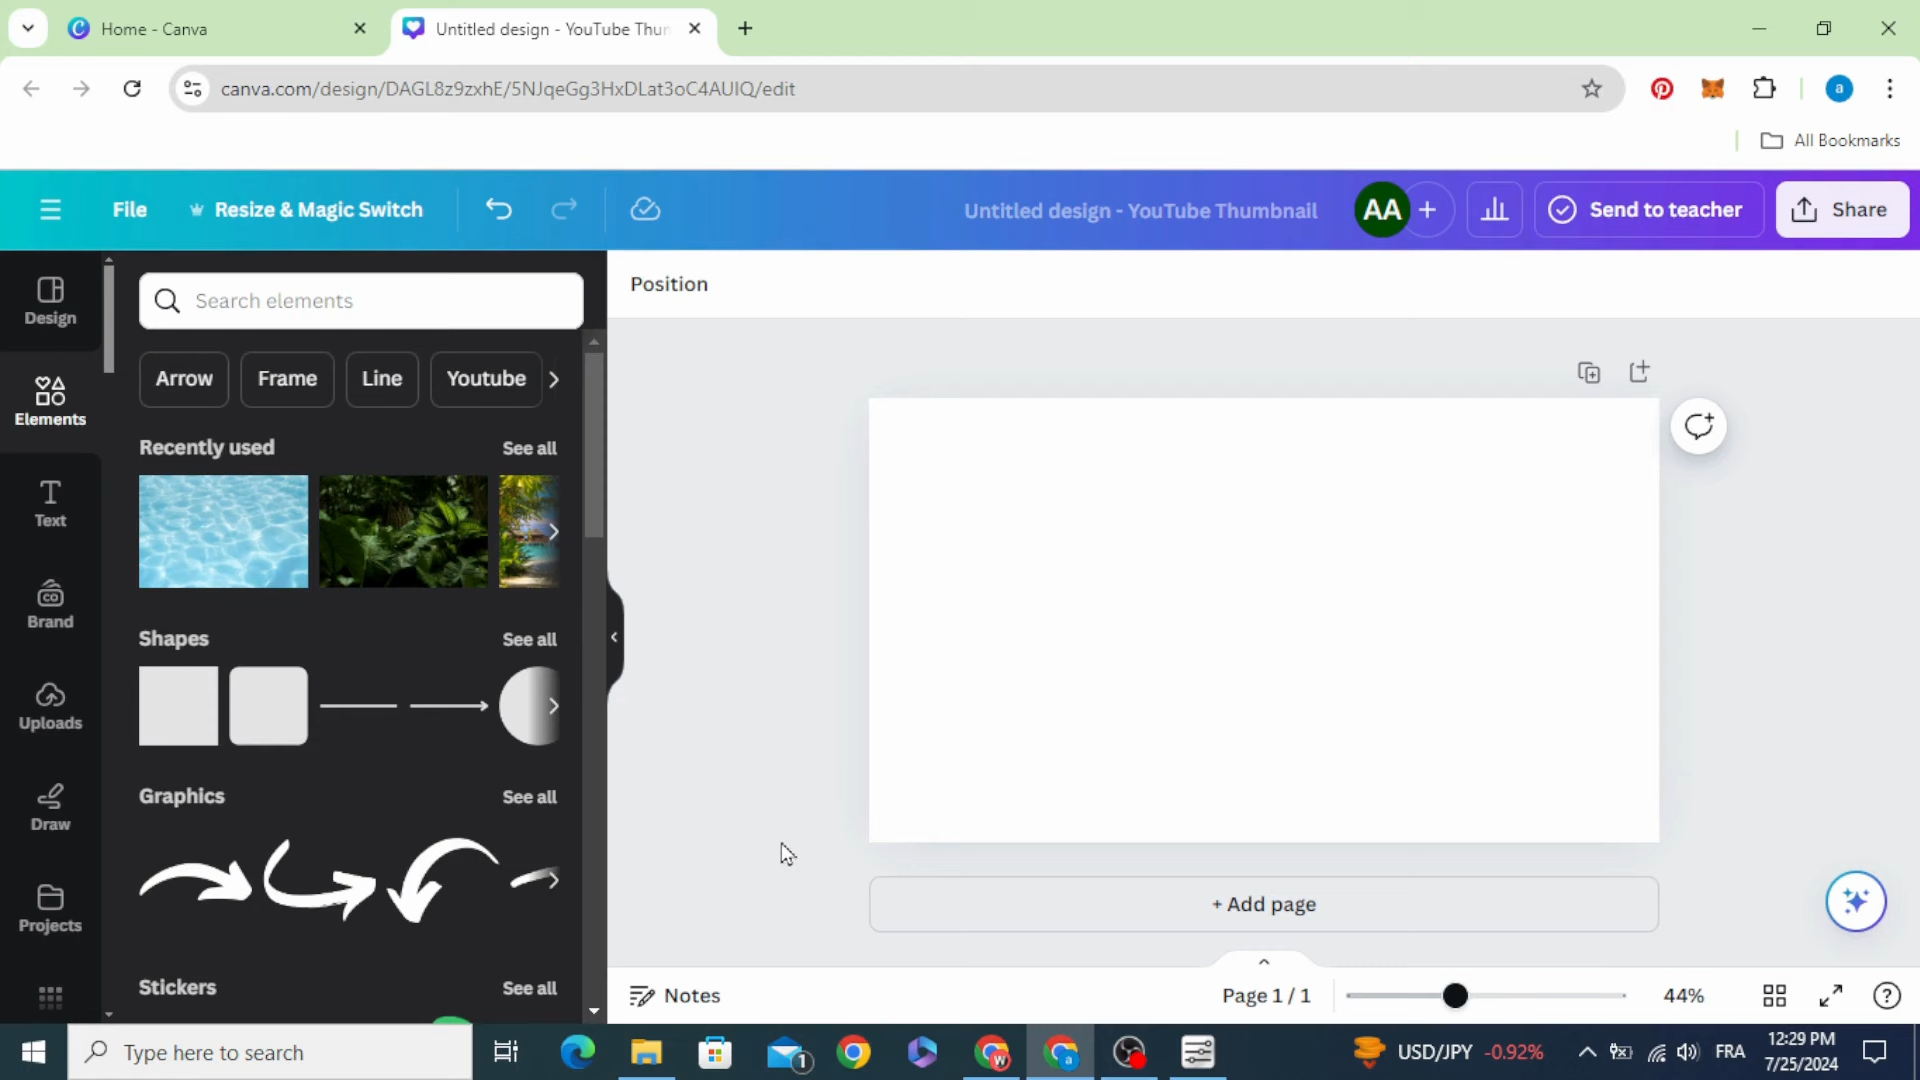 Home - Canva
Untitled design - YouTube Thun
canva.com/design/DAGL8z9zxhE/5NJqeGg3HxDLat3oC4AUIQ/edit
a
All Bookmarks
File
Resize & Magic Switch
Untitled design - YouTube Thumbnail
AA
Send to teacher
Share
Design
Elements
Text
Brand
Uploads
Draw
Projects
Search elements
Arrow
Frame
Line
Youtube
Recently used
See all
Shapes
See all
Graphics
See all
Stickers
See all
Position
+ Add page
Notes
Page 1 / 1
44%
Type here to search
1
USD/JPY -0.92%
FRA
12:29 PM
7/25/2024